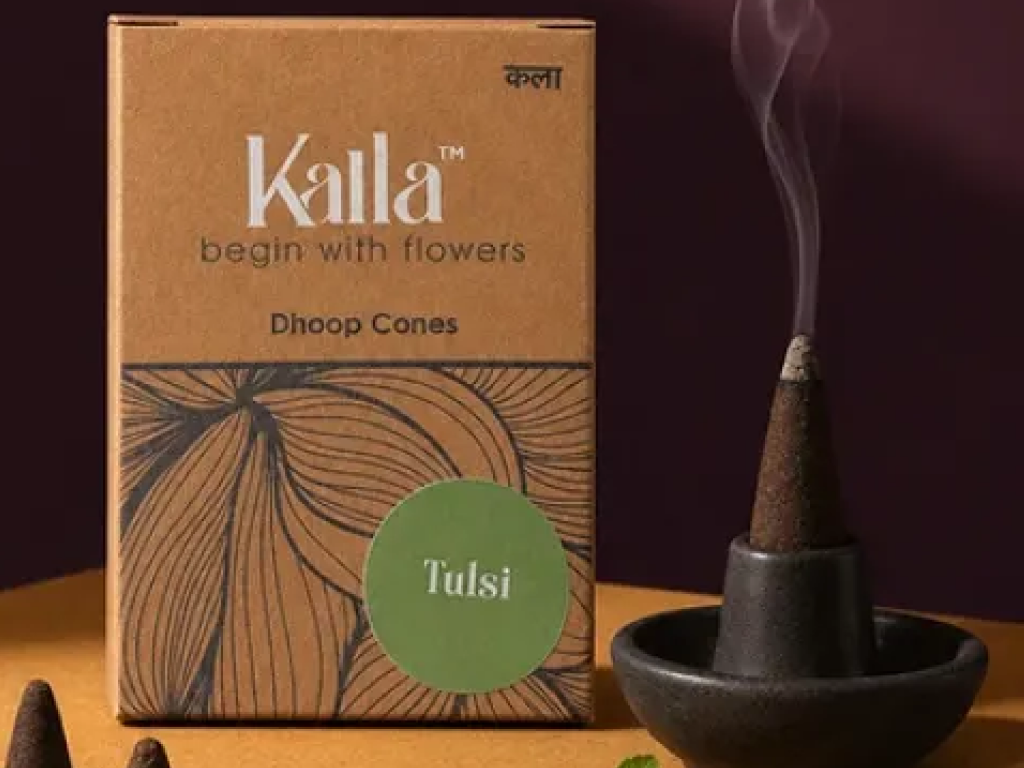 कला
Kalla™
begin with flowers
Dhoop Cones
Tulsi